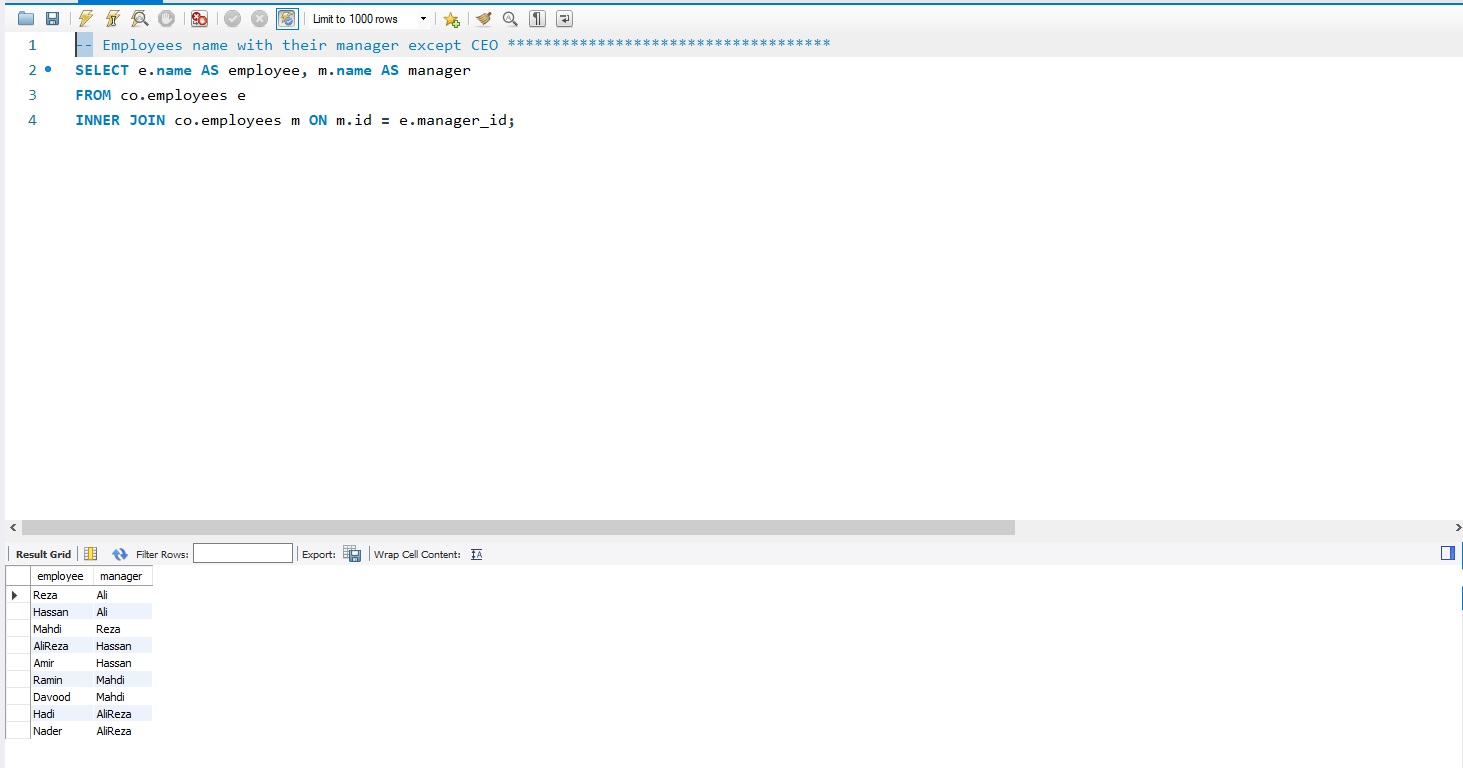 Limit to 1000 rows
1 -- Employees name with their manager except CEO ************************************
2 SELECT e.name AS employee, m.name AS manager
3 FROM co.employees e
4 INNER JOIN co.employees m ON m.id = e.manager_id;
Result Grid Filter Rows: Export: Wrap Cell Content:
employee manager
Reza Ali
Hassan Ali
Mahdi Reza
AliReza Hassan
Amir Hassan
Ramin Mahdi
Davood Mahdi
Hadi AliReza
Nader AliReza